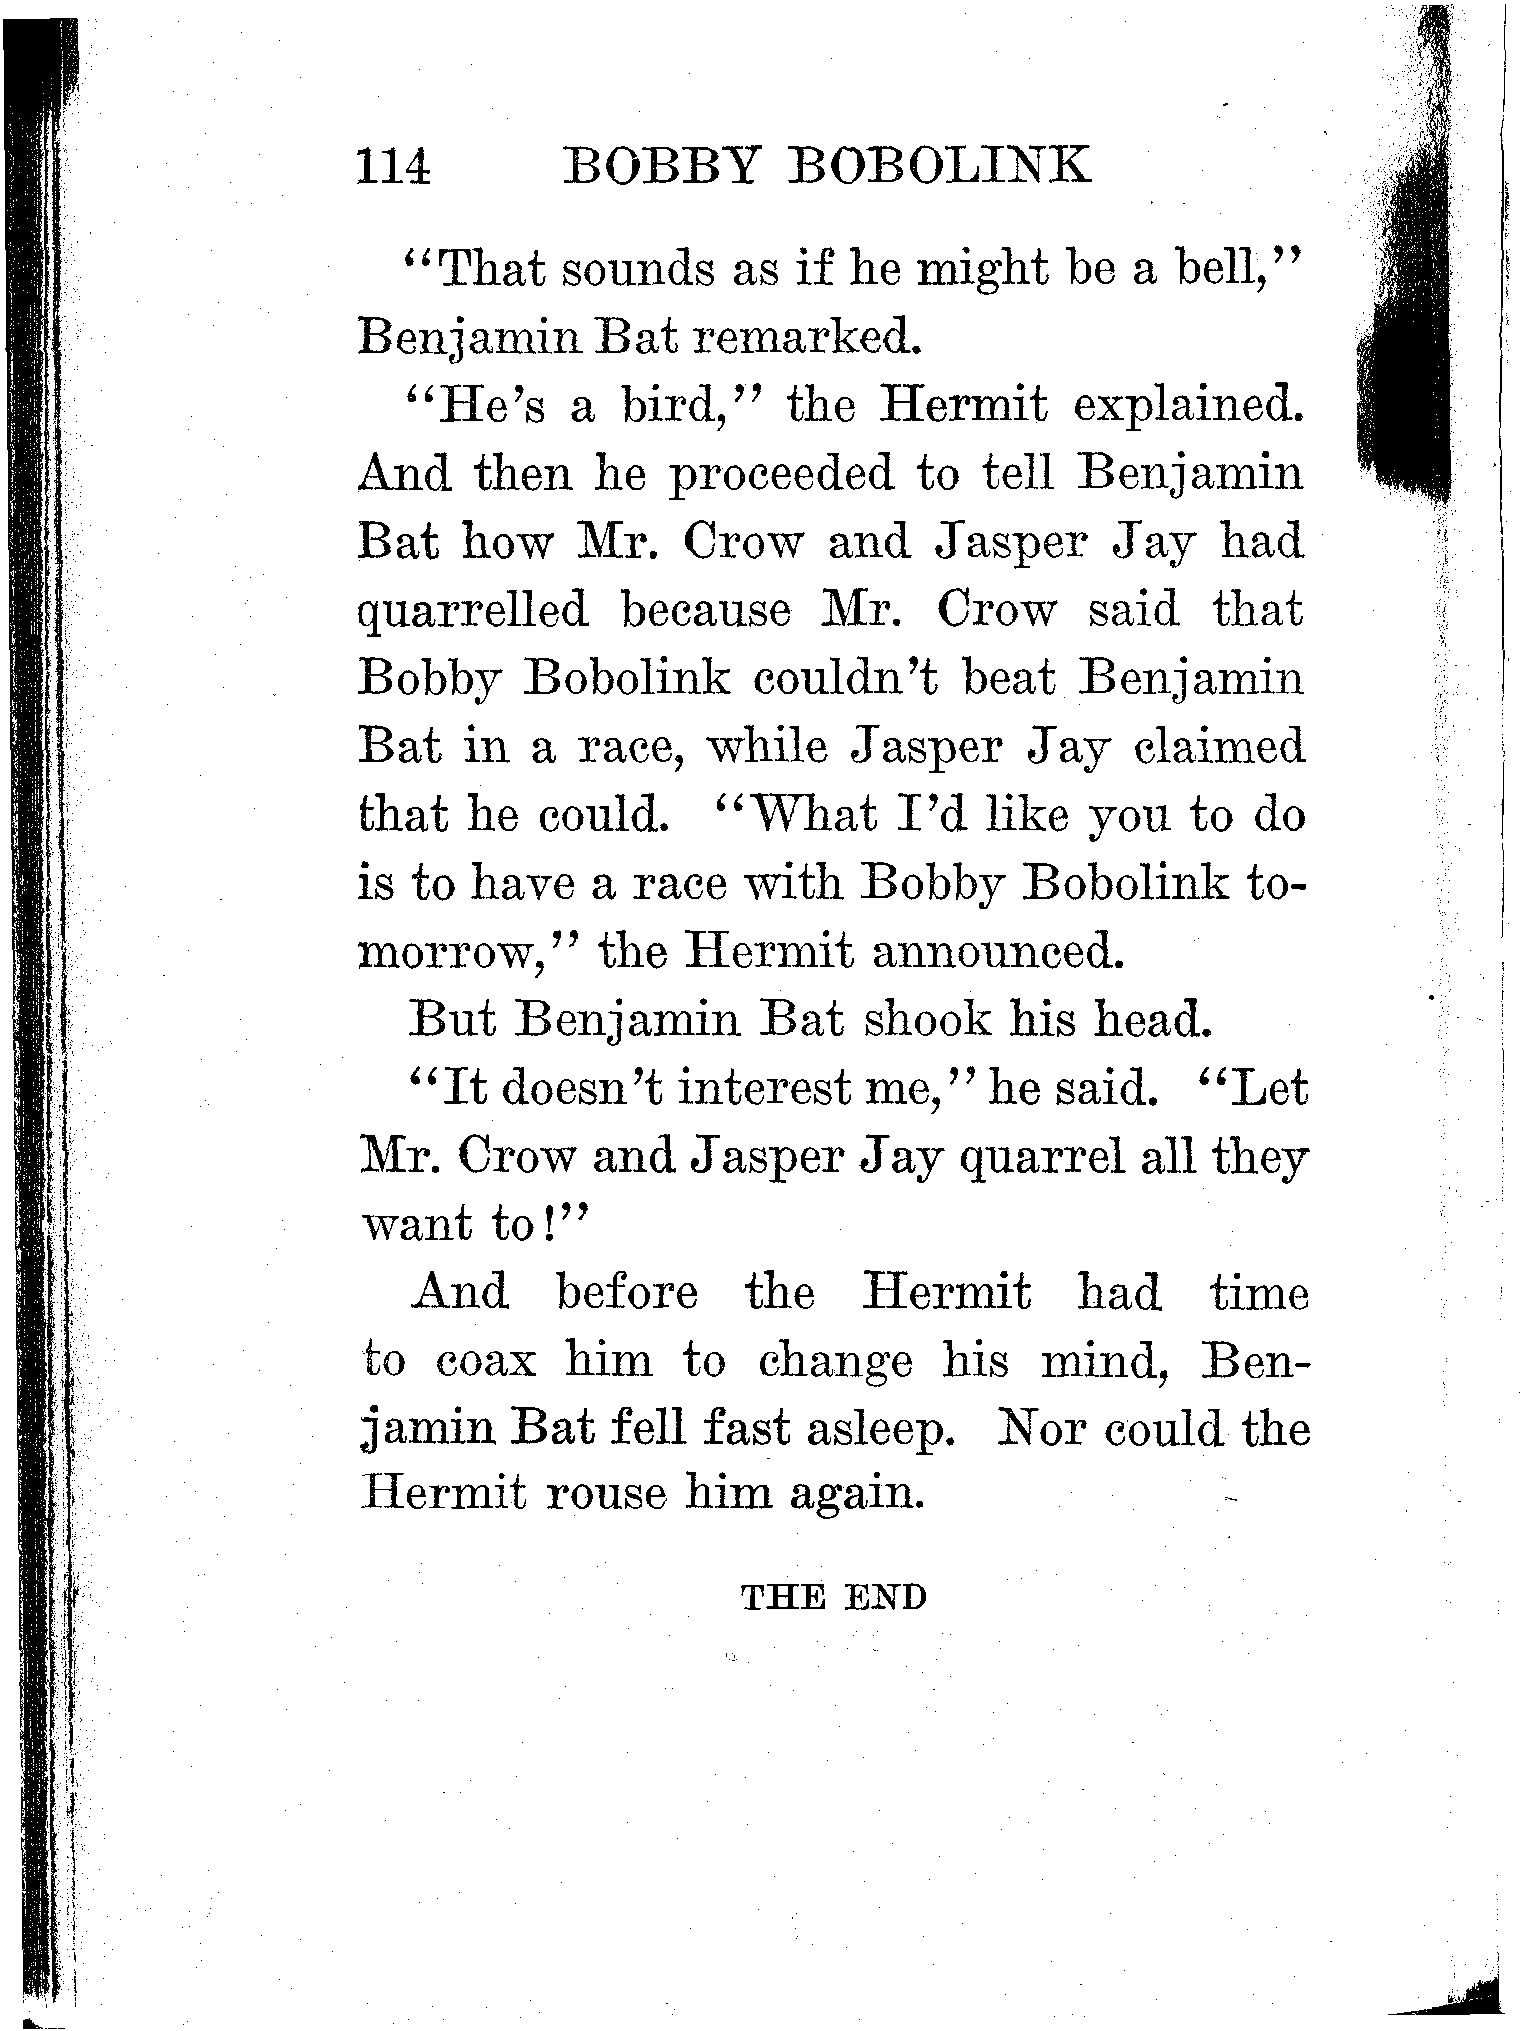 114 BOBBY BOBOLINK
“That sounds as if he might be a bell,”
Benjamin Bat remarked.
“He’s a bird,” the Hermit explained.
And then he proceeded to tell Benjamin
Bat how Mr. Crow and Jasper Jay had
quarrelled because Mr. Crow said that
Bobby Bobolink couldn’t beat Benjamin
Bat in a race, while Jasper Jay claimed
that he could. “What I’d like you to do
is to have a race with Bobby Bobolink to-
morrow,” the Hermit announced.
But Benjamin Bat shook his head.
“It doesn’t interest me,” he said. “Let
Mr. Crow and Jasper Jay quarrel all they
want to!”
And before the Hermit had time
to coax him to change his mind, Ben-
jamin Bat fell fast asleep. Nor could the
Hermit rouse him again.
THE END